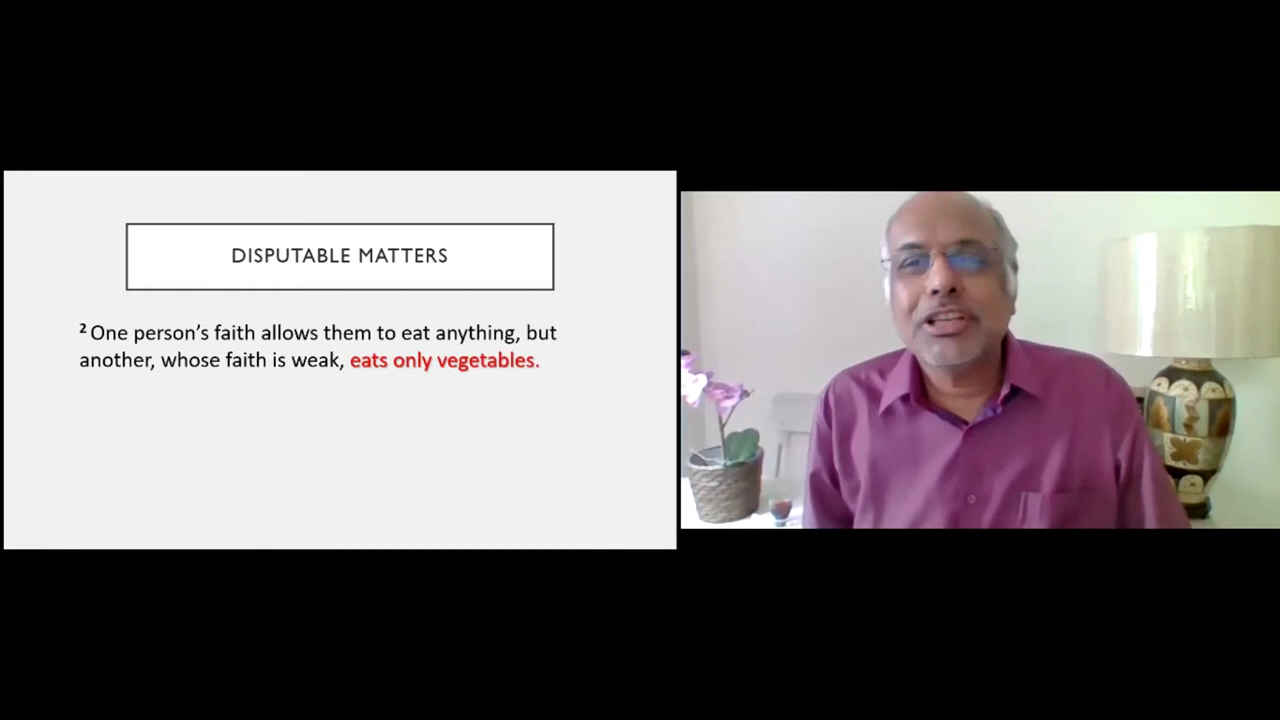 DISPUTABLE MATTERS
² One person’s faith allows them to eat anything, but
another, whose faith is weak, eats only vegetables.